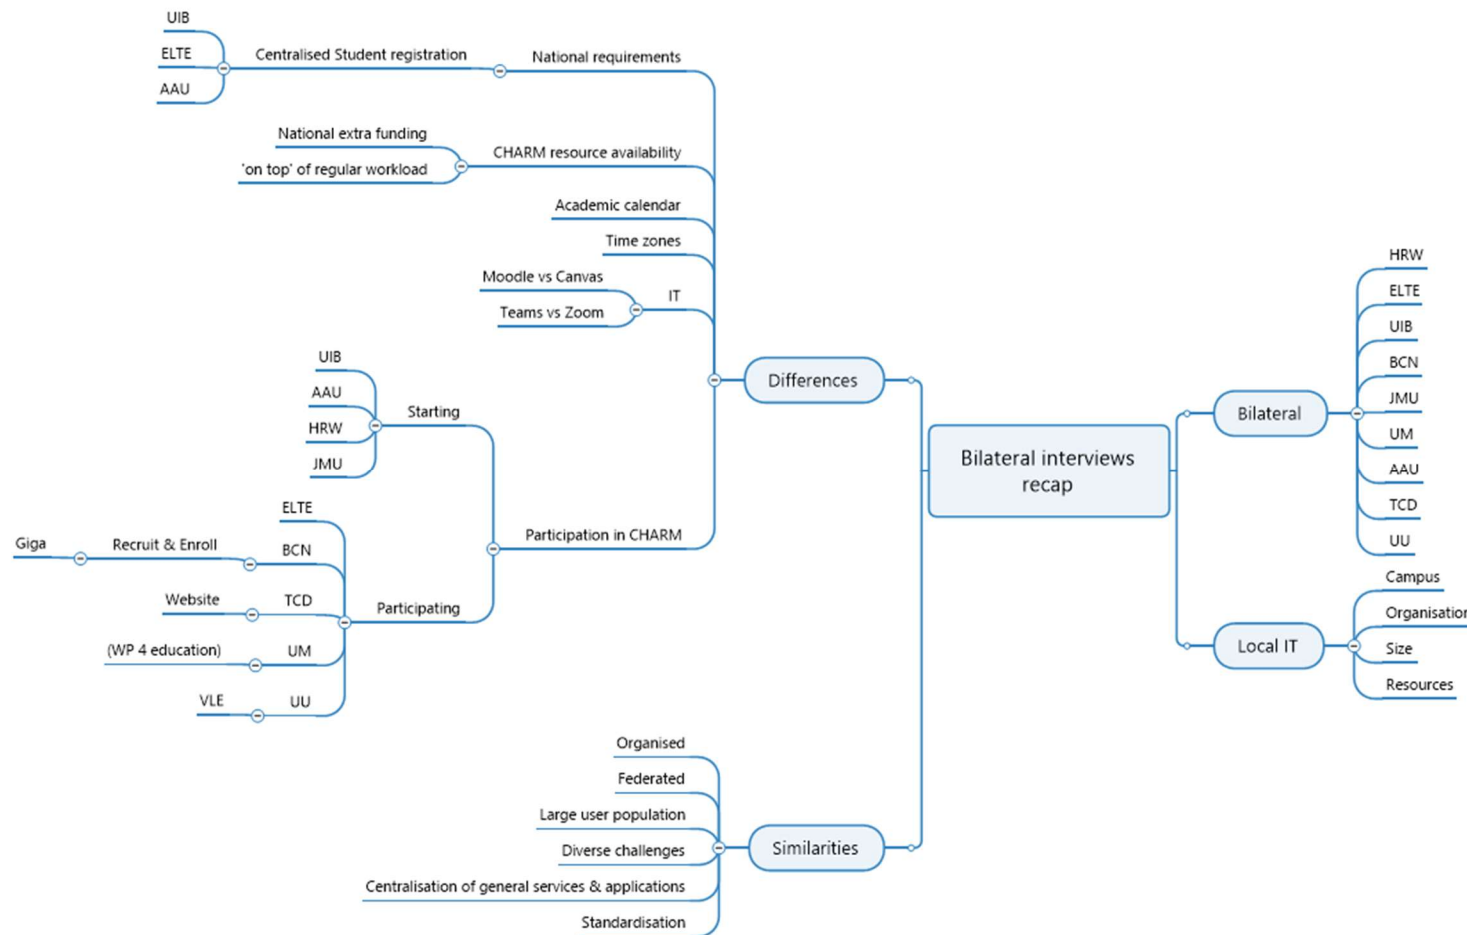 UIB
ELTE
AAU
Centralised Student registration
National requirements
National extra funding
'on top' of regular workload
CHARM resource availability
Academic calendar
Time zones
Moodle vs Canvas
Teams vs Zoom
IT
UIB
AAU
HRW
JMU
Starting
ELTE
Giga
Recruit & Enroll
BCN
Website
TCD
(WP 4 education)
UM
VLE
UU
Participating
Participation in CHARM
Differences
Organised
Federated
Large user population
Diverse challenges
Centralisation of general services & applications
Standardisation
Similarities
Bilateral interviews
recap
Bilateral
HRW
ELTE
UIB
BCN
JMU
UM
AAU
TCD
UU
Local IT
Campus
Organisation
Size
Resources